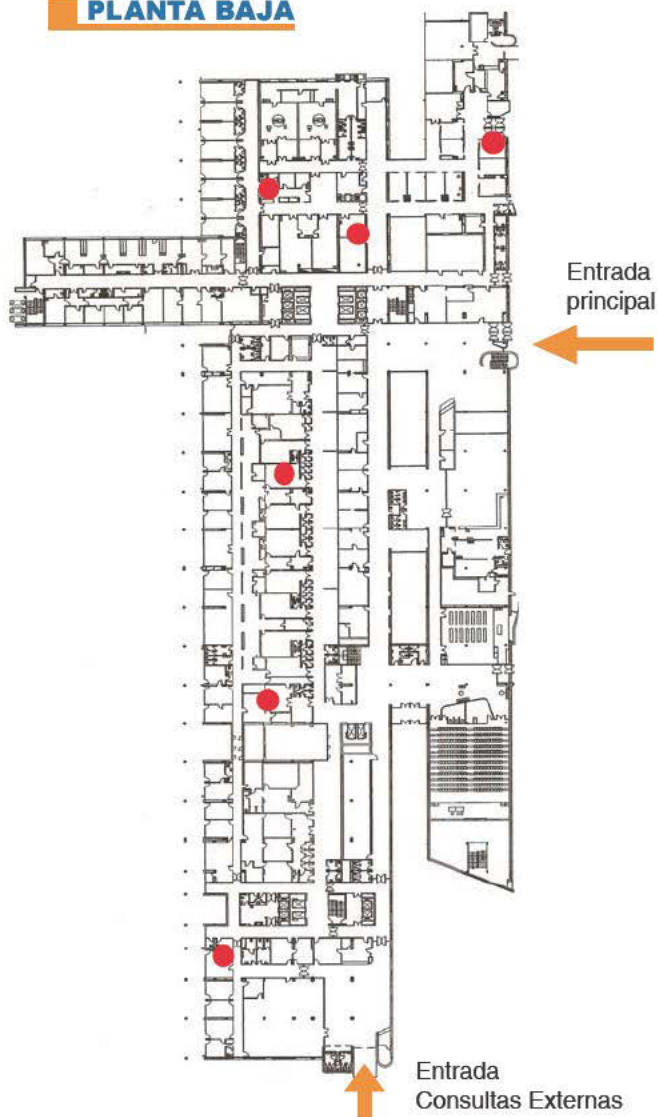 PLANTA BAJA
Entrada
principal
Entrada
Consultas Externas